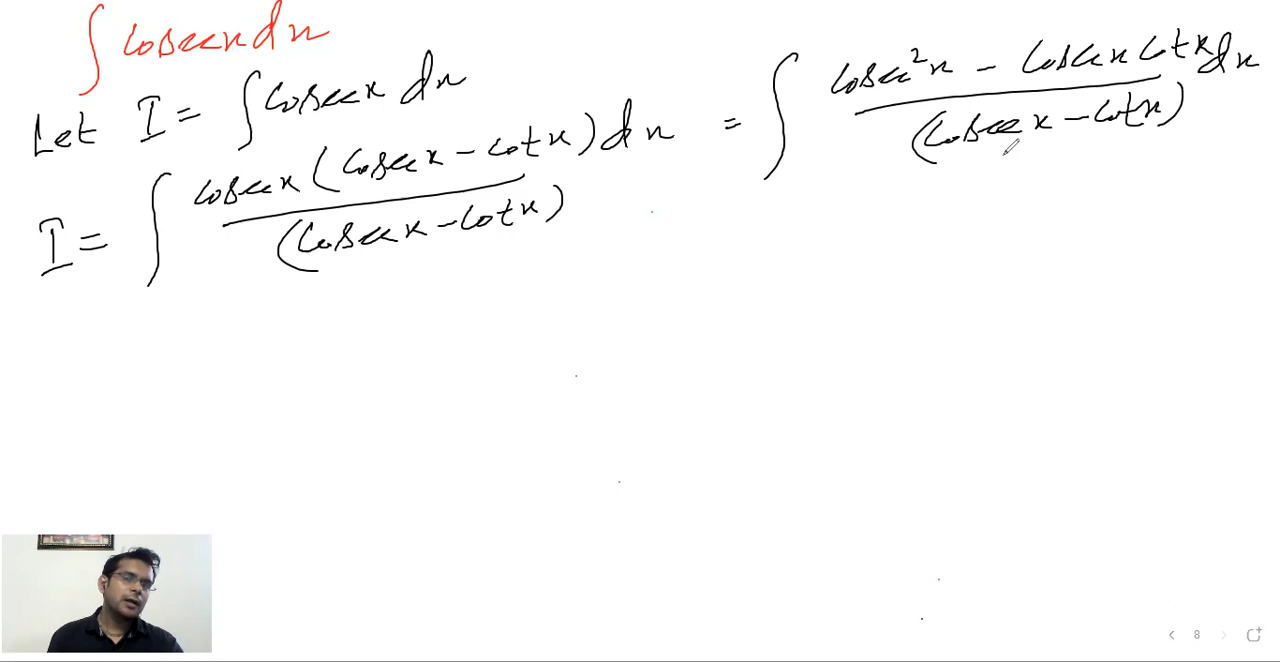 ∫ cosecx dx
Let I = ∫ cosecx dx
I = ∫ cosecx (cosecx - cotx) dx / (cosecx - cotx) = ∫ cosec²x - cosecx cotx dx / (cosecx - cotx)
8